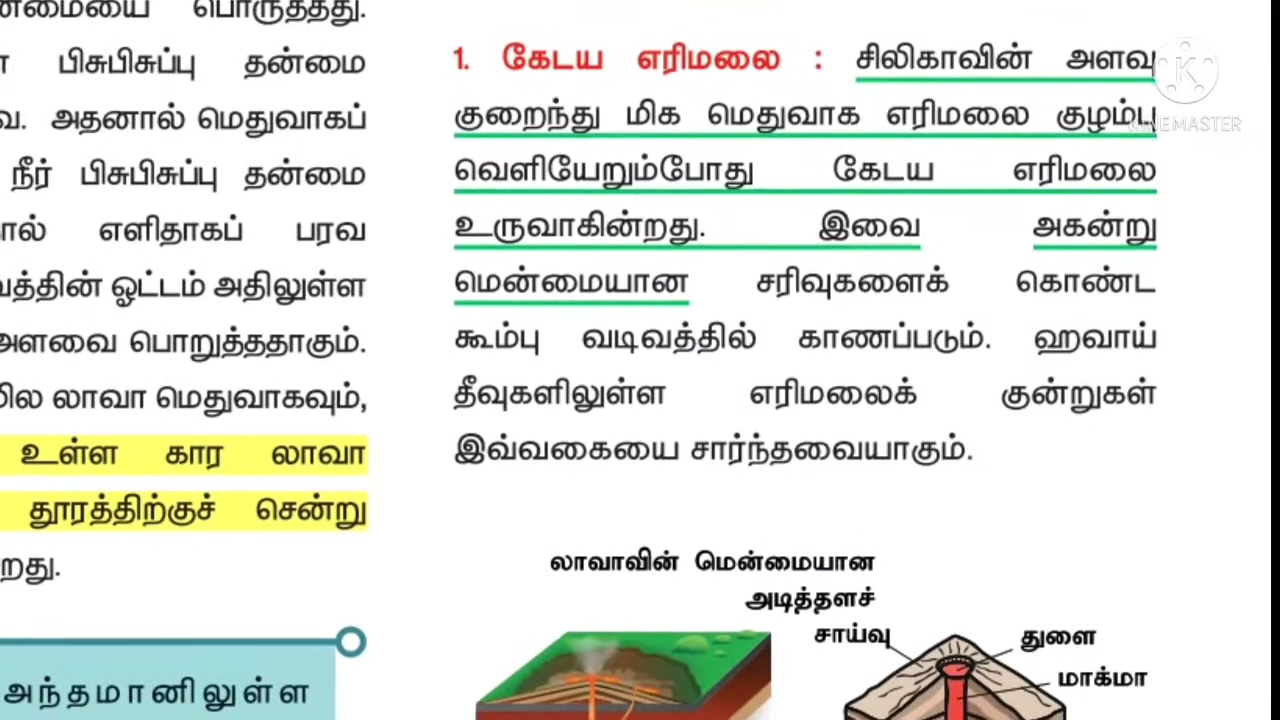 பொருத்தது.
பிசுபிசுப்பு தன்மை
அதனால் மெதுவாகப்
நீர் பிசுபிசுப்பு தன்மை
எளிதாகப் பரவ
ஓட்டம் அதிலுள்ள
அளவை பொறுத்ததாகும்.
லாவா மெதுவாகவும்,
உள்ள கார லாவா
தூரத்திற்குச் சென்று
அந்தமானிலுள்ள
1. கேடய எரிமலை : சிலிகாவின் அளவு
குறைந்து மிக மெதுவாக எரிமலை குழம்பு
வெளியேறும்போது கேடய எரிமலை
உருவாகின்றது. இவை அகன்று
மென்மையான சரிவுகளைக் கொண்ட
கூம்பு வடிவத்தில் காணப்படும். ஹவாய்
தீவுகளிலுள்ள எரிமலைக் குன்றுகள்
இவ்வகையை சார்ந்தவையாகும்.
லாவாவின் மென்மையான
அடித்தளச்
சாய்வு
துளை
மாக்மா
K
KINEMASTER